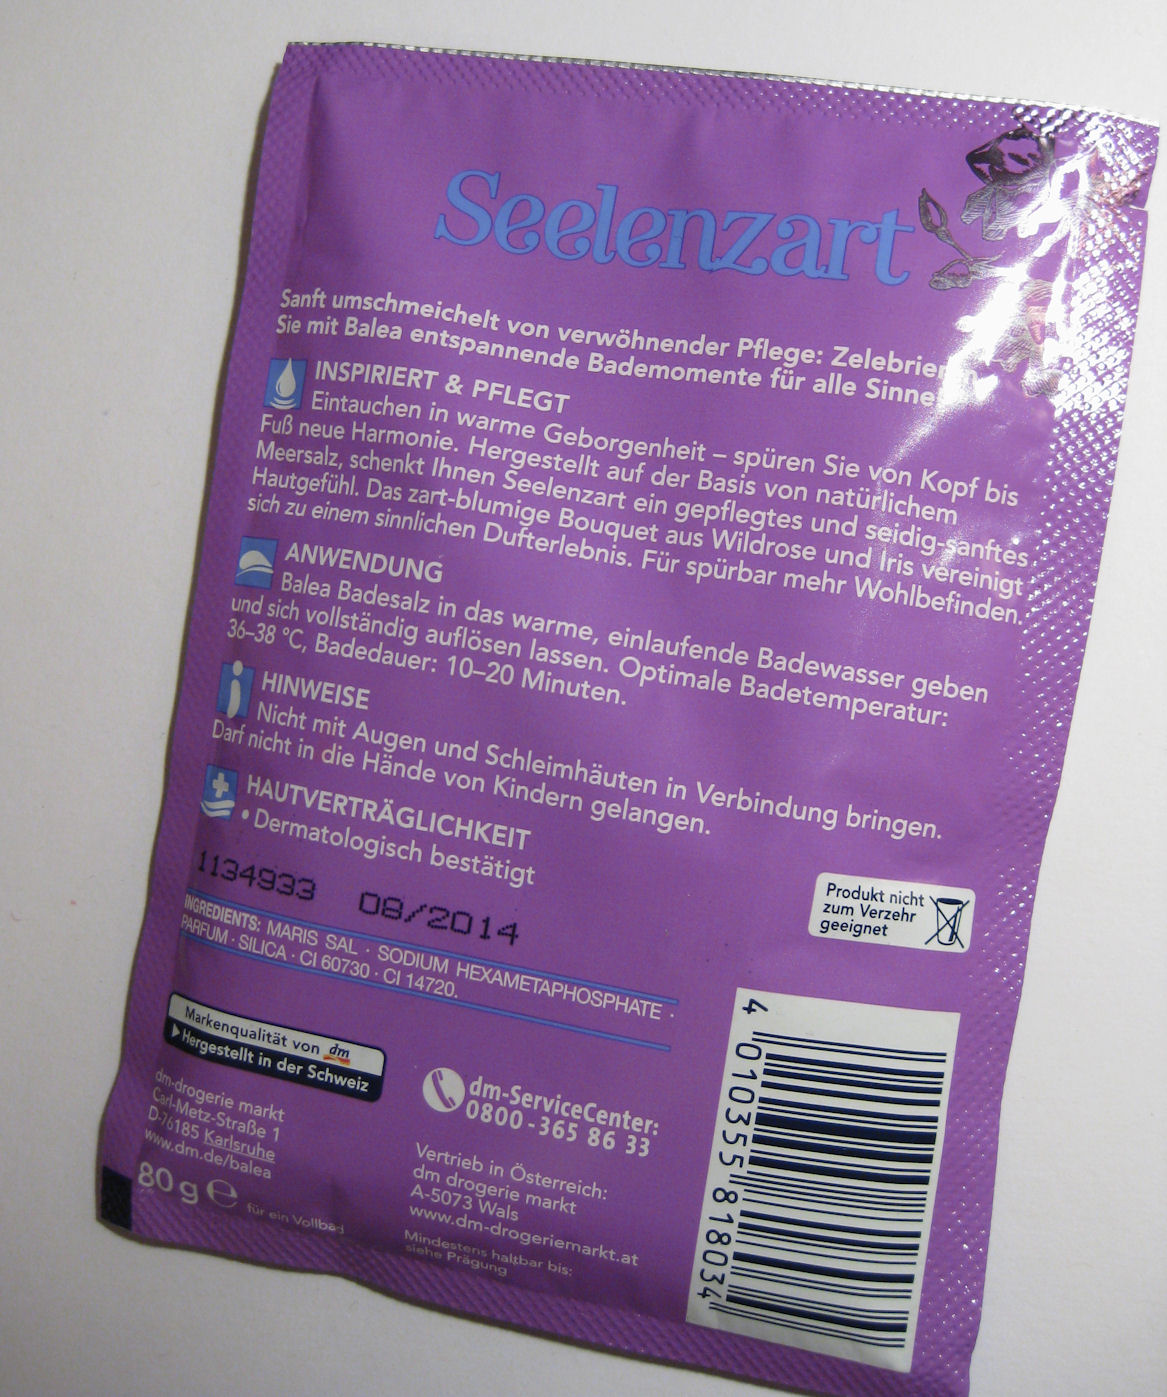 Seelenzart
Sanft umschmeichelt von verwöhnender Pflege: Zelebrier
Sie mit Balea entspannende Bademomente für alle Sinne
INSPIRIERT & PFLEGT
Eintauchen in warme Geborgenheit – spüren Sie von Kopf bis
Fuß neue Harmonie. Hergestellt auf der Basis von natürlichem
Meersalz, schenkt Ihnen Seelenzart ein gepflegtes und seidig-sanftes
Hautgefühl. Das zart-blumige Bouquet aus Wildrose und Iris vereinigt
sich zu einem sinnlichen Dufterlebnis. Für spürbar mehr Wohlbefinden.
ANWENDUNG
Balea Badesalz in das warme, einlaufende Badewasser geben
und sich vollständig auflösen lassen. Optimale Badetemperatur:
36–38 °C, Badedauer: 10–20 Minuten.
HINWEISE
Nicht mit Augen und Schleimhäuten in Verbindung bringen.
Darf nicht in die Hände von Kindern gelangen.
HAUTVERTRÄGLICHKEIT
• Dermatologisch bestätigt
1134933 08/2014
Produkt nicht
zum Verzehr
geeignet
INGREDIENTS: MARIS SAL · SODIUM HEXAMETAPHOSPHATE ·
PARFUM · SILICA · CI 60730 · CI 14720.
Markenqualität von dm
Hergestellt in der Schweiz
dm-drogerie markt
Carl-Metz-Straße 1
D-76185 Karlsruhe
www.dm.de/balea
80 g ℮ für ein Vollbad
dm-ServiceCenter:
0800 - 365 86 33
Vertrieb in Österreich:
dm drogerie markt
A-5073 Wals
www.dm-drogeriemarkt.at
Mindestens haltbar bis:
siehe Prägung
4 010355 818034